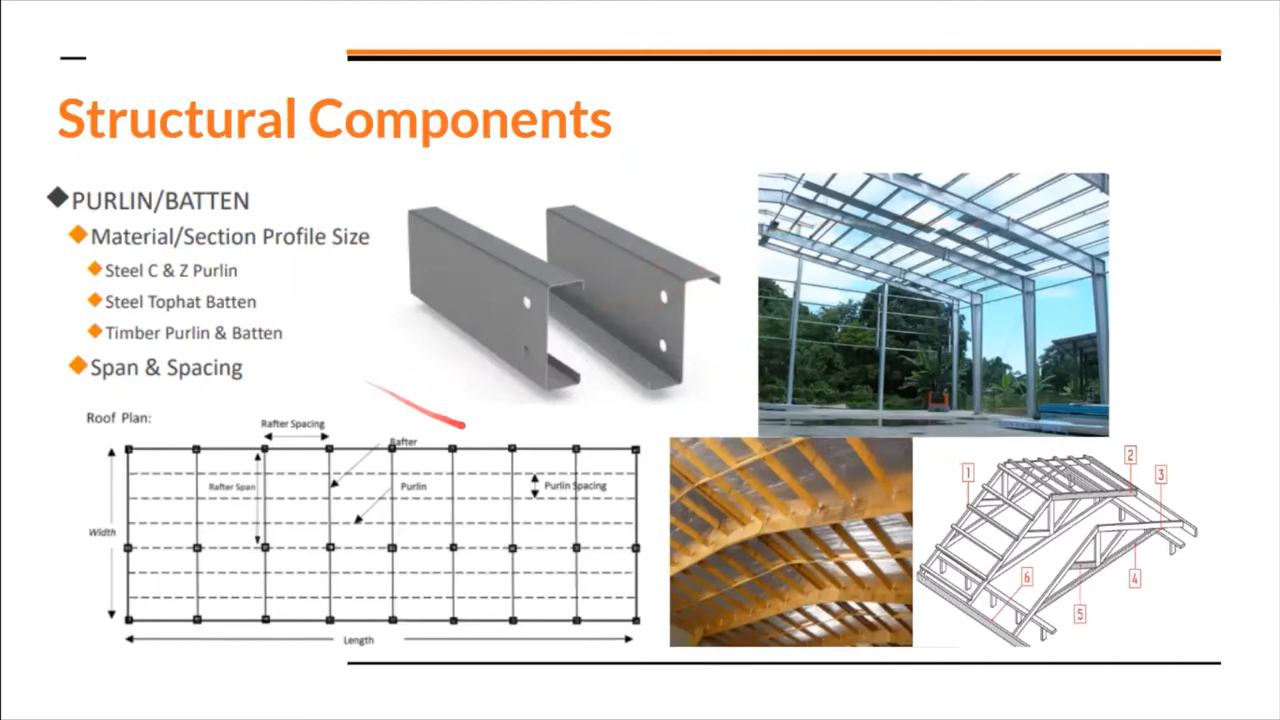 Structural Components
PURLIN/BATTEN
Material/Section Profile Size
Steel C & Z Purlin
Steel Tophat Batten
Timber Purlin & Batten
Span & Spacing
Roof Plan:
Rafter Spacing
Rafter
Rafter Span
Purlin
Purlin Spacing
Width
Length
1
2
3
4
5
6